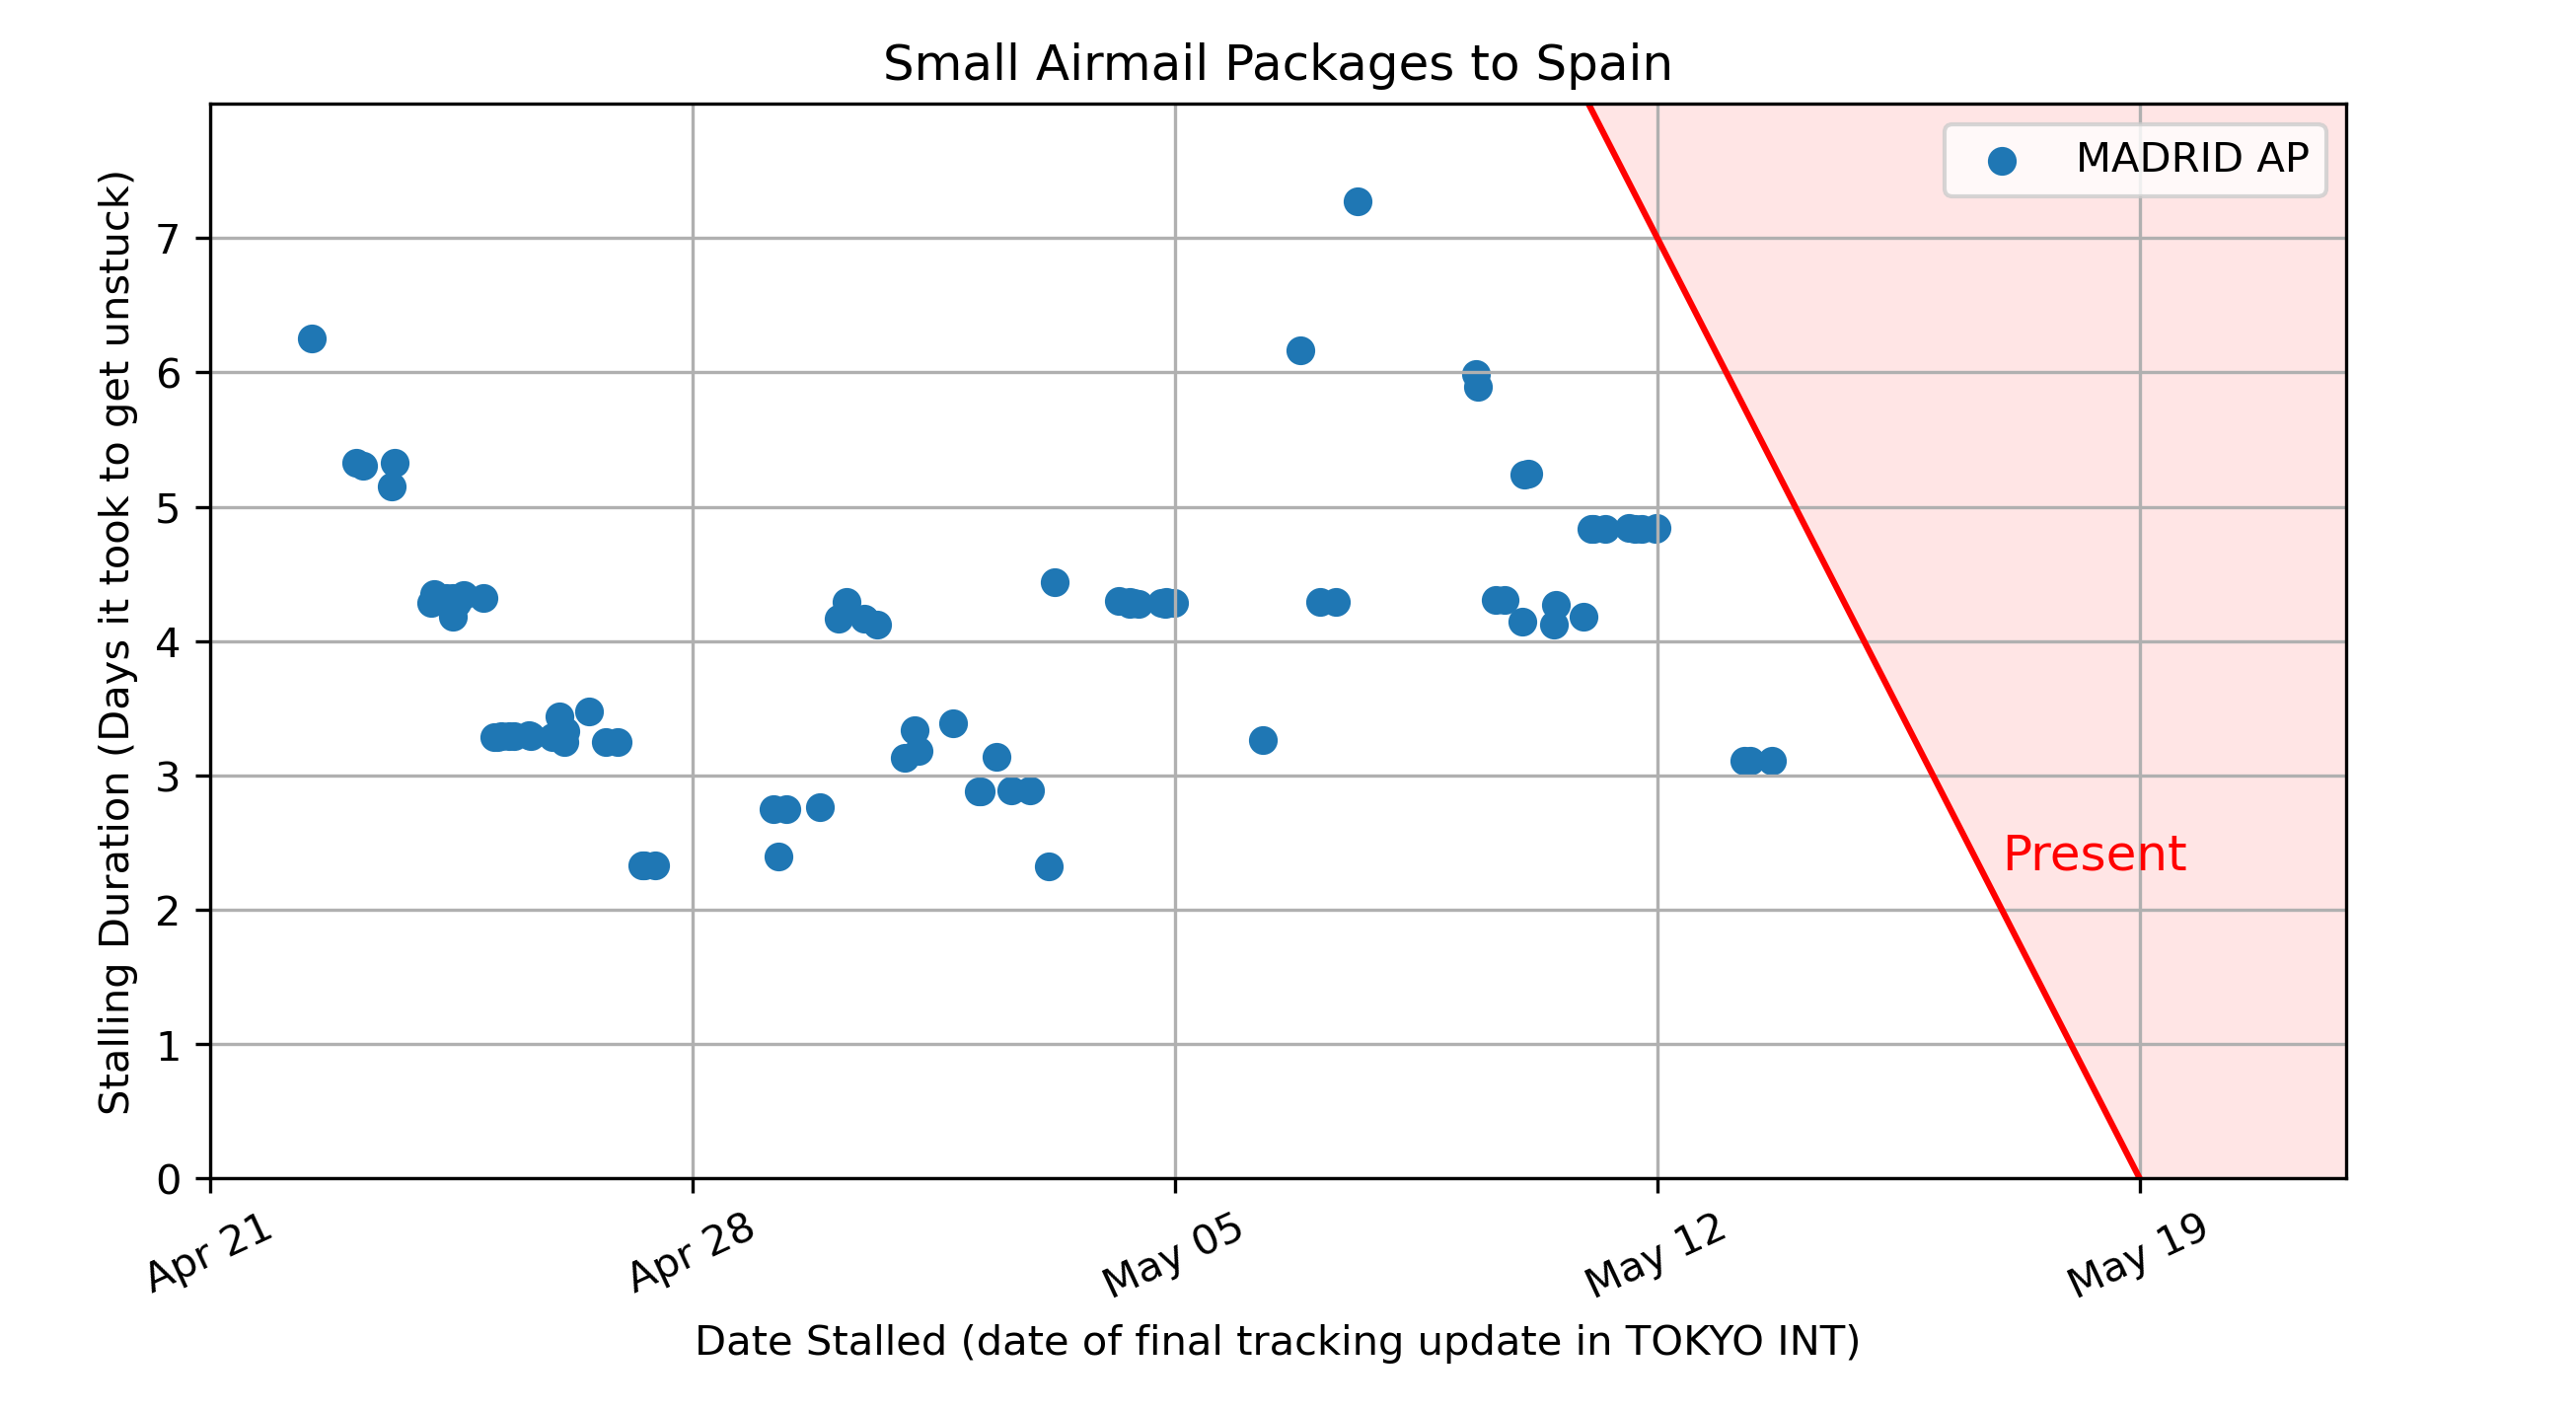 Small Airmail Packages to Spain
MADRID AP
Stalling Duration (Days it took to get unstuck)
7
6
5
4
3
2
1
0
Present
Apr 21
Apr 28
May 05
May 12
May 19
Date Stalled (date of final tracking update in TOKYO INT)